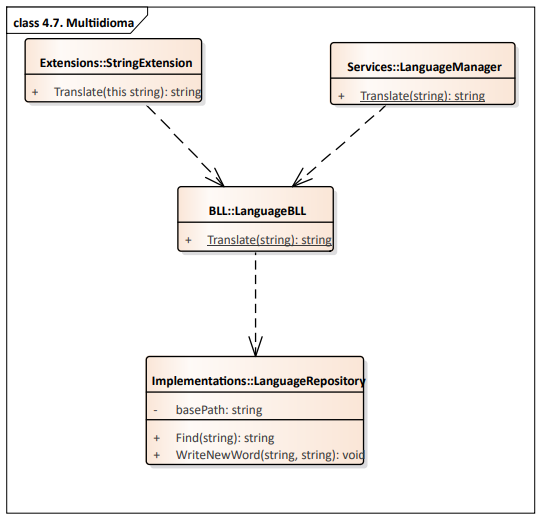 class 4.7. Multiidioma
Extensions::StringExtension
+ Translate(this string): string
Services::LanguageManager
+ Translate(string): string
BLL::LanguageBLL
+ Translate(string): string
Implementations::LanguageRepository
- basePath: string
+ Find(string): string
+ WriteNewWord(string, string): void